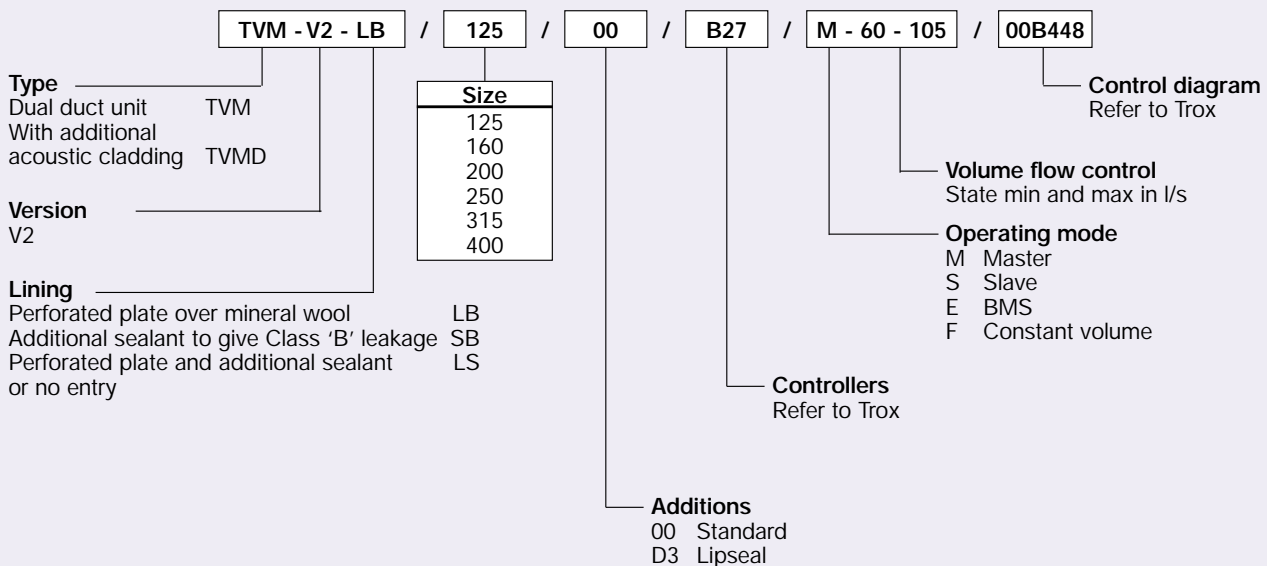 TVM - V2 - LB / 125 / 00 / B27 / M - 60 - 105 / 00B448
Type
Dual duct unit TVM
With additional
acoustic cladding TVMD
Version
V2
Lining
Perforated plate over mineral wool LB
Additional sealant to give Class ‘B’ leakage SB
Perforated plate and additional sealant LS
or no entry
Size
125
160
200
250
315
400
Control diagram
Refer to Trox
Volume flow control
State min and max in l/s
Operating mode
M Master
S Slave
E BMS
F Constant volume
Controllers
Refer to Trox
Additions
00 Standard
D3 Lipseal